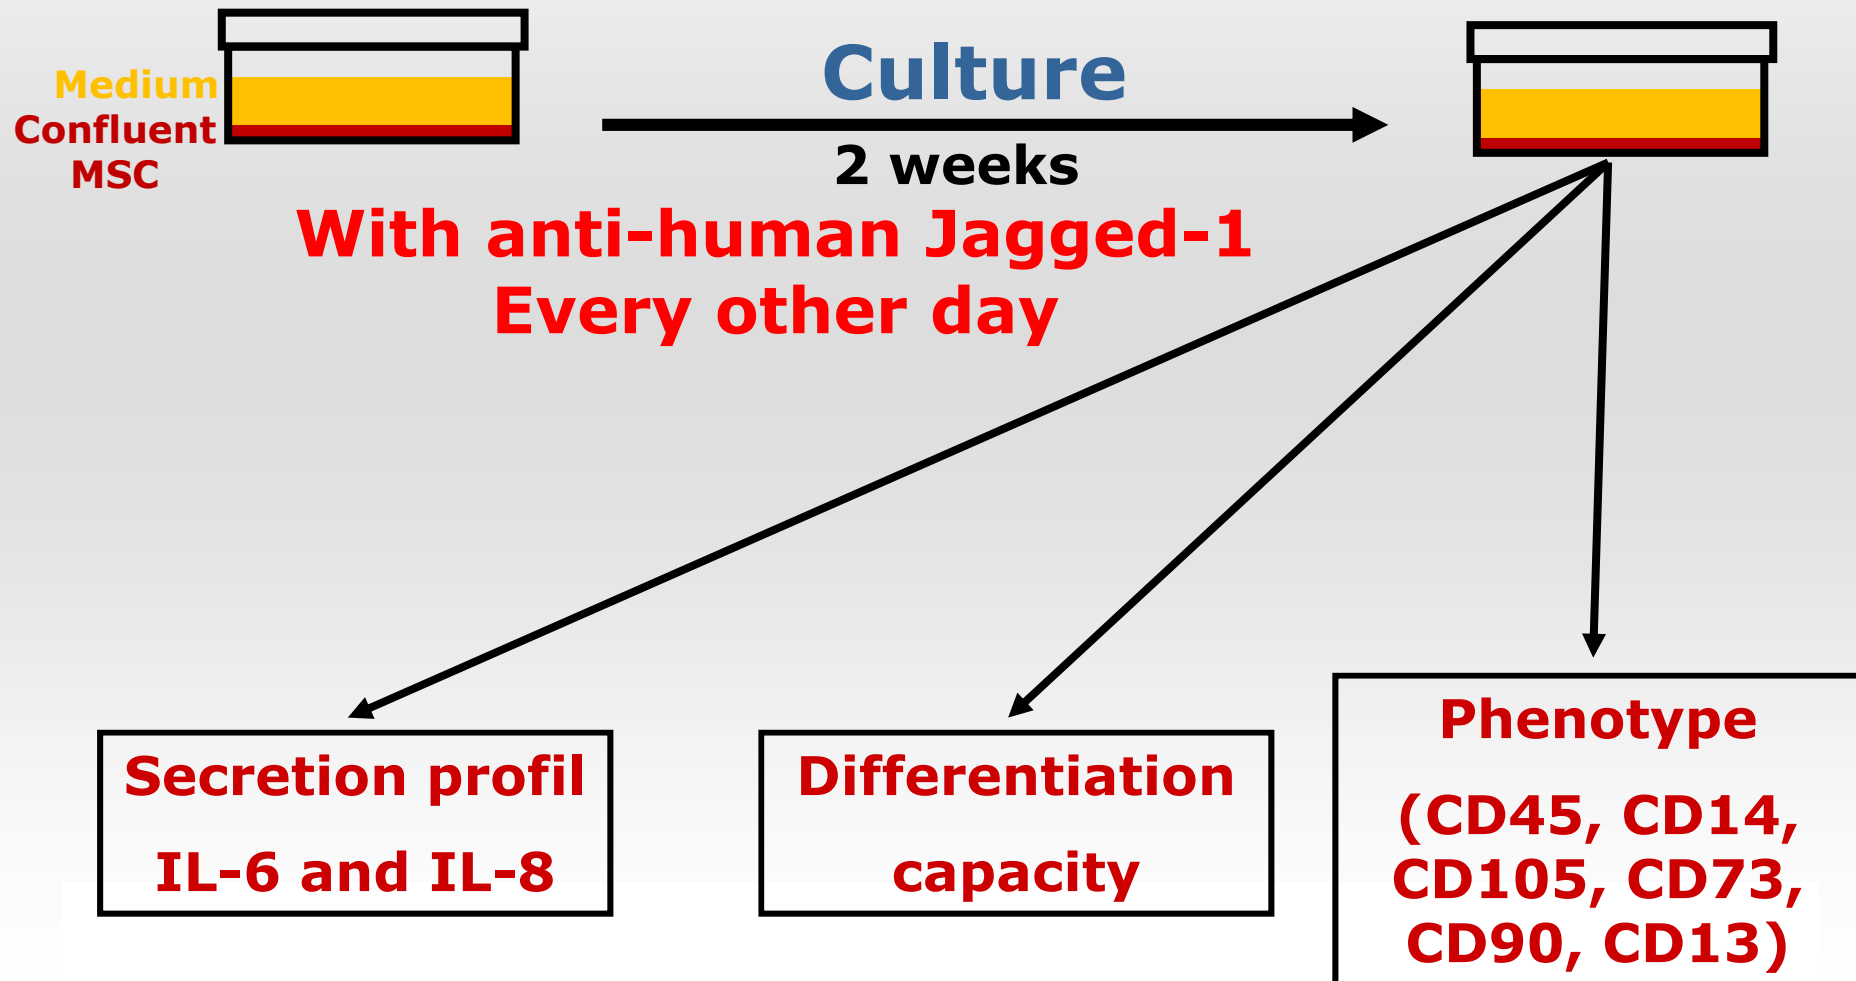 Medium
Confluent
MSC
Culture
2 weeks
With anti-human Jagged-1
Every other day
Secretion profil
IL-6 and IL-8
Differentiation
capacity
Phenotype
(CD45, CD14,
CD105, CD73,
CD90, CD13)